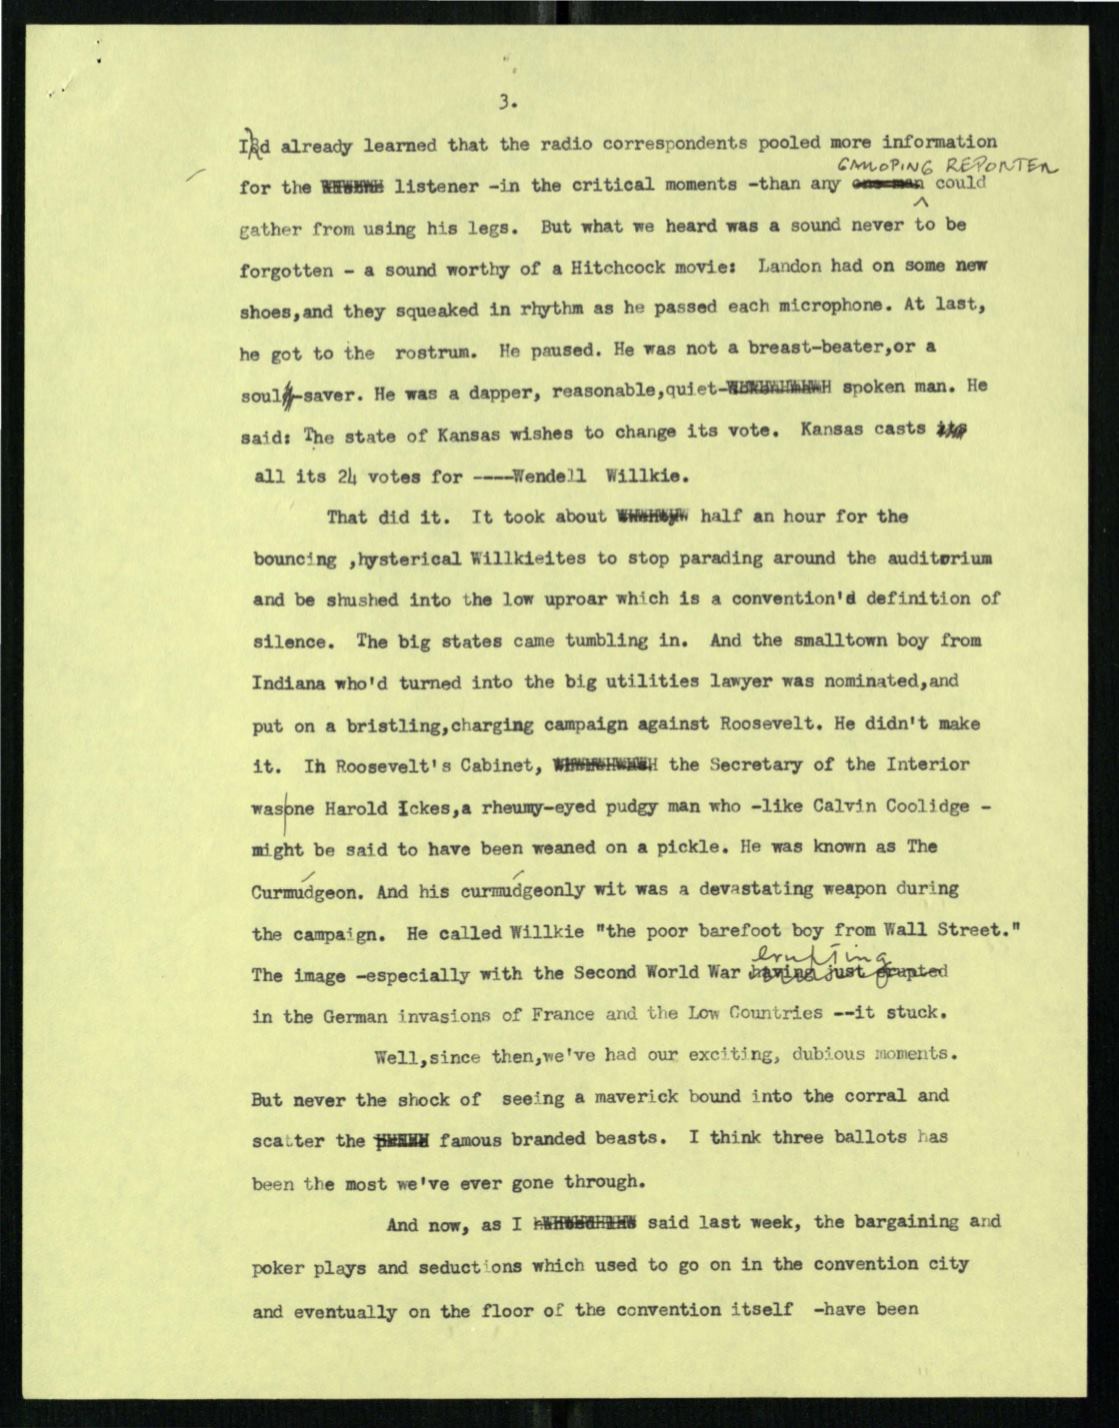 3.
I'd already learned that the radio correspondents pooled more information
GALLOPING REPORTER
for the listener -in the critical moments -than any one man could
gather from using his legs. But what we heard was a sound never to be
forgotten - a sound worthy of a Hitchcock movie: Landon had on some new
shoes,and they squeaked in rhythm as he passed each microphone. At last,
he got to the rostrum. He paused. He was not a breast-beater,or a
soul-saver. He was a dapper, reasonable,quiet- spoken man. He
said: The state of Kansas wishes to change its vote. Kansas casts its
all its 24 votes for ----Wendell Willkie.
That did it. It took about half an hour for the
bouncing ,hysterical Willkieites to stop parading around the auditorium
and be shushed into the low uproar which is a convention's definition of
silence. The big states came tumbling in. And the smalltown boy from
Indiana who'd turned into the big utilities lawyer was nominated,and
put on a bristling,charging campaign against Roosevelt. He didn't make
it. In Roosevelt's Cabinet, the Secretary of the Interior
was one Harold Ickes,a rheumy-eyed pudgy man who -like Calvin Coolidge -
might be said to have been weaned on a pickle. He was known as The
Curmudgeon. And his curmudgeonly wit was a devastating weapon during
the campaign. He called Willkie "the poor barefoot boy from Wall Street."
erupting
The image -especially with the Second World War having just erupted
in the German invasions of France and the Low Countries --it stuck.
Well,since then,we've had our exciting, dubious moments.
But never the shock of seeing a maverick bound into the corral and
scatter the famous branded beasts. I think three ballots has
been the most we've ever gone through.
And now, as I said last week, the bargaining and
poker plays and seductions which used to go on in the convention city
and eventually on the floor of the convention itself -have been